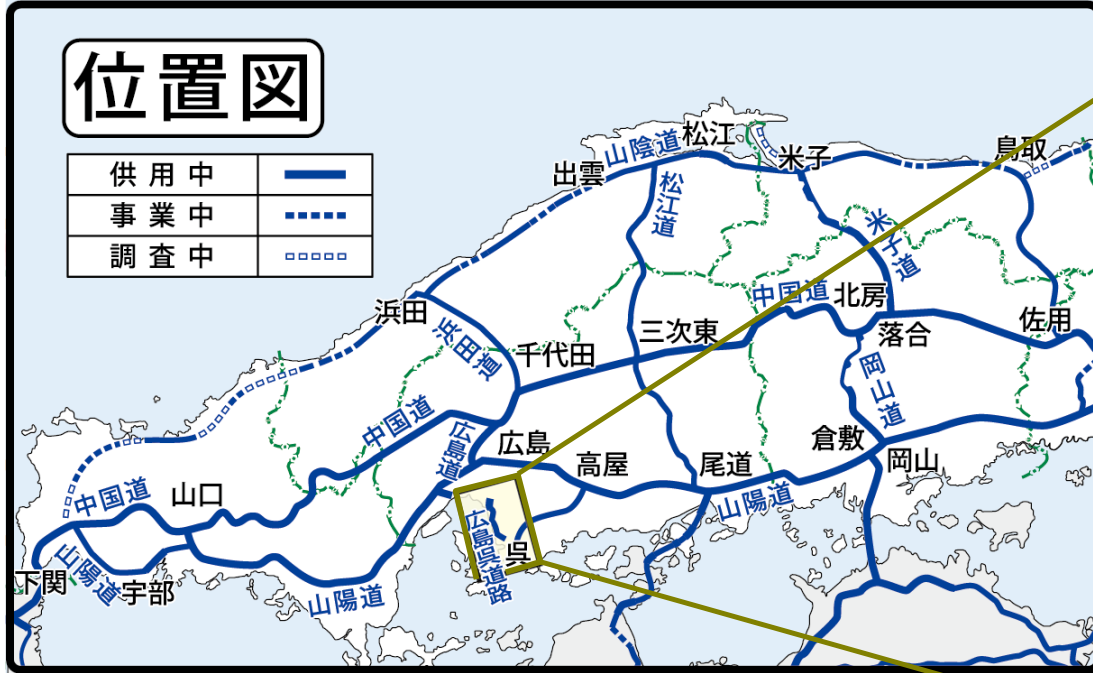 位置図
供用中
事業中
調査中
松江
山陰道
米子
鳥取
出雲
松江道
米子道
中国道
北房
浜田
浜田道
三次東
落合
佐用
千代田
岡山道
中国道
広島道
広島
倉敷
高屋
尾道
岡山
中国道
山口
山陽道
広島呉道路
呉
下関
山陽道
宇部
山陽道